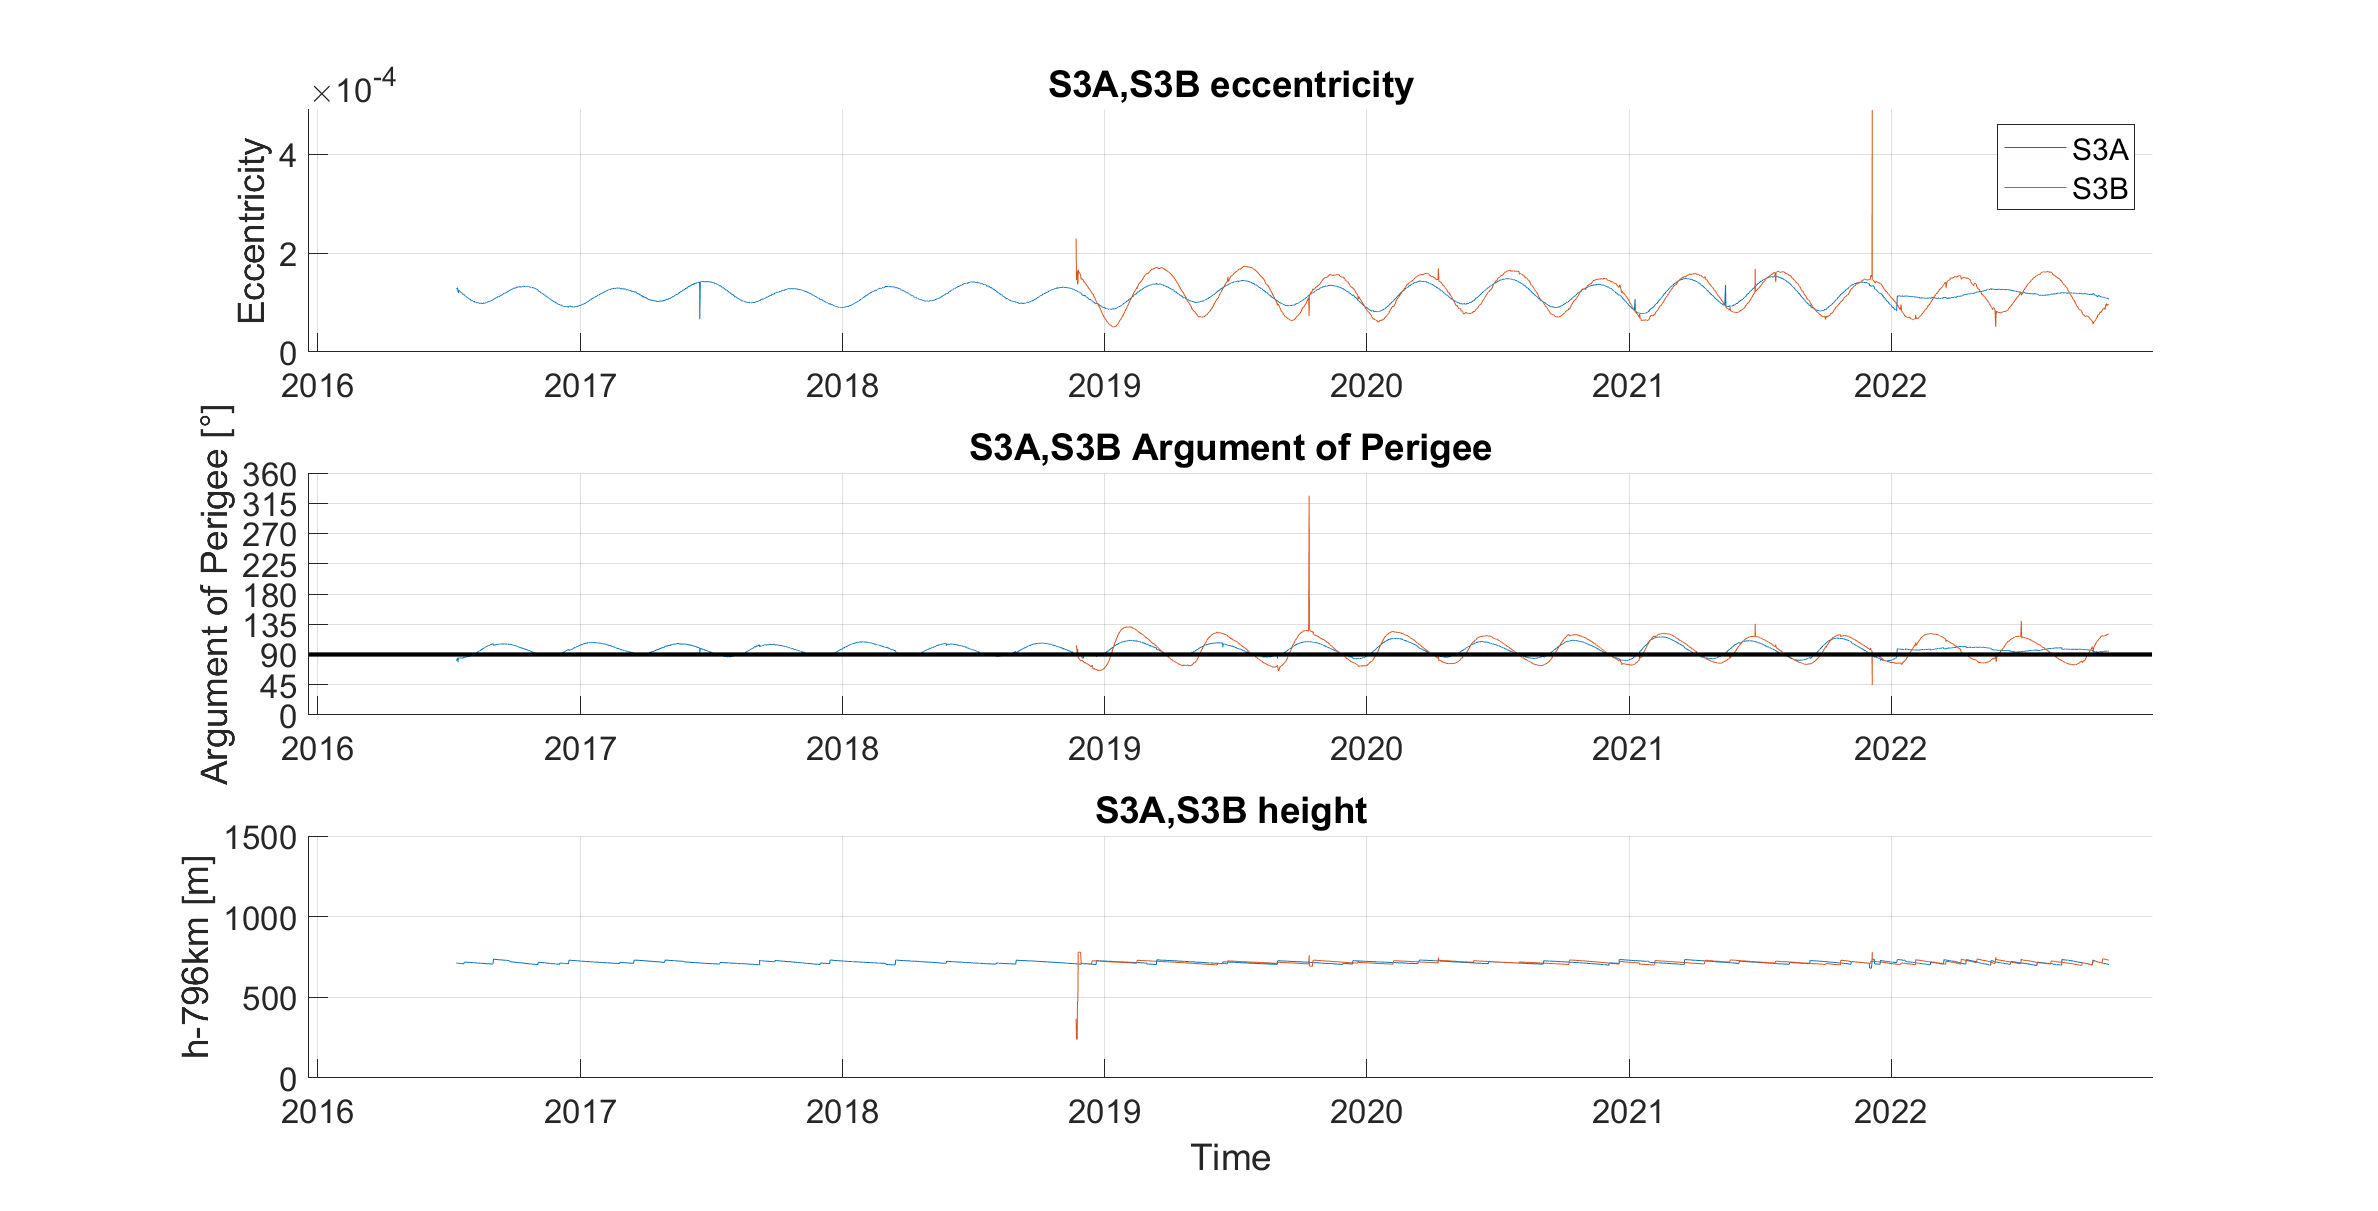 S3A,S3B eccentricity
×10-4
Eccentricity
4
2
0
S3A
S3B
2016 2017 2018 2019 2020 2021 2022
S3A,S3B Argument of Perigee
Argument of Perigee [°]
360
315
270
225
180
135
90
45
0
2016 2017 2018 2019 2020 2021 2022
S3A,S3B height
h-796km [m]
1500
1000
500
0
2016 2017 2018 2019 2020 2021 2022
Time